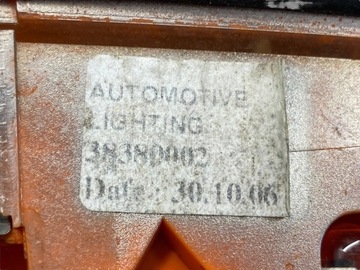 AUTOMOTIVE
LIGHTING
38380002
Date : 30.10.06